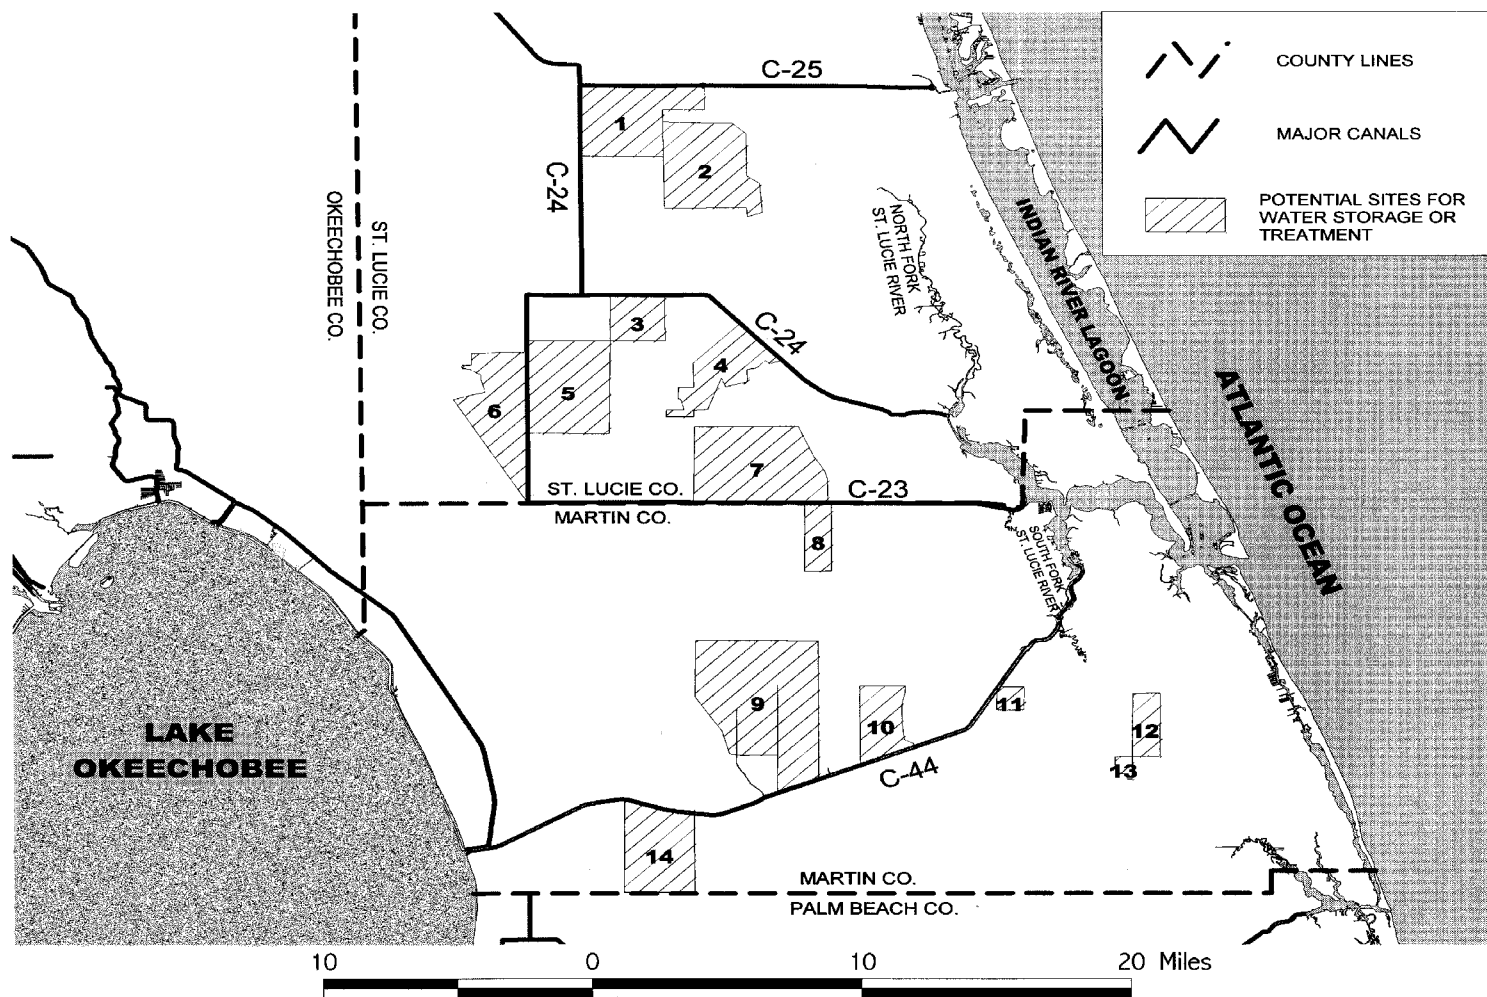 C-25
COUNTY LINES
MAJOR CANALS
POTENTIAL SITES FOR
WATER STORAGE OR
TREATMENT
1
2
C-24
OKEECHOBEE CO.
ST. LUCIE CO.
NORTH FORK
ST. LUCIE RIVER
INDIAN RIVER LAGOON
3
C-24
4
5
6
ATLANTIC OCEAN
7
ST. LUCIE CO.
C-23
MARTIN CO.
8
SOUTH FORK
ST. LUCIE RIVER
9
10
11
12
13
LAKE
OKEECHOBEE
C-44
14
MARTIN CO.
PALM BEACH CO.
10 0 10 20 Miles